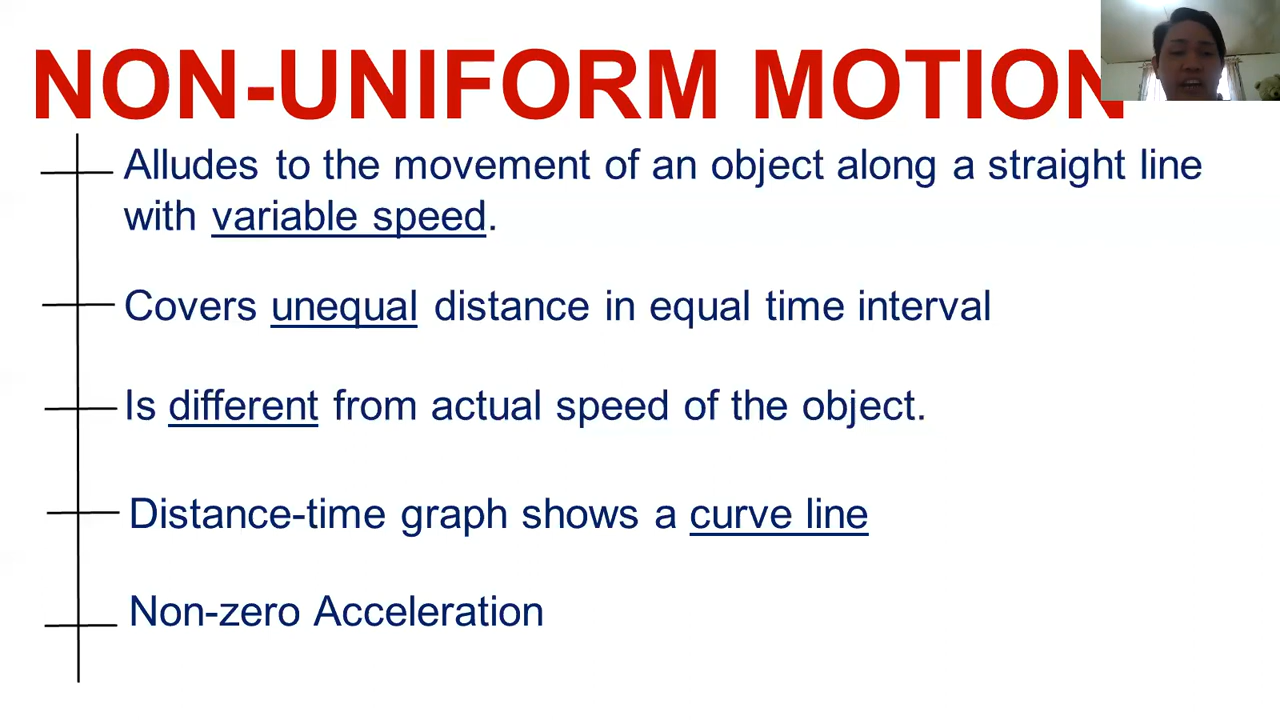 NON-UNIFORM MOTION
Alludes to the movement of an object along a straight line
with variable speed.
Covers unequal distance in equal time interval
Is different from actual speed of the object.
Distance-time graph shows a curve line
Non-zero Acceleration